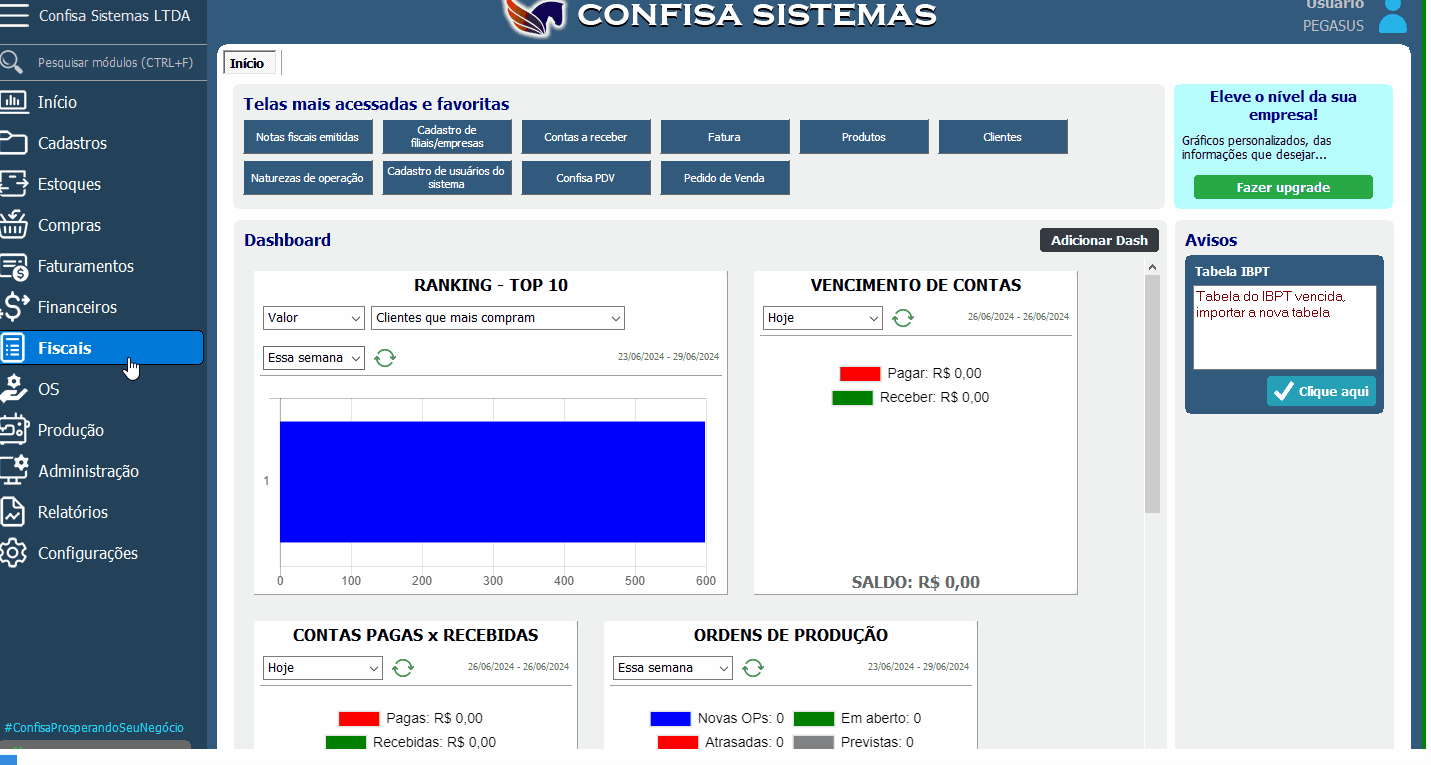 Confisa Sistemas LTDA
CONFISA SISTEMAS
Usuário
PEGASUS
Pesquisar módulos (CTRL+F)
Início
Cadastros
Estoques
Compras
Faturamentos
Financeiros
Fiscais
OS
Produção
Administração
Relatórios
Configurações
#ConfisaProsperandoSeuNegócio
Início
Telas mais acessadas e favoritas
Notas fiscais emitidas
Cadastro de
filiais/empresas
Contas a receber
Fatura
Produtos
Clientes
Naturezas de operação
Cadastro de usuários do
sistema
Confisa PDV
Pedido de Venda
Eleve o nível da sua
empresa!
Gráficos personalizados, das
informações que desejar...
Fazer upgrade
Dashboard
Adicionar Dash
RANKING - TOP 10
Valor
Clientes que mais compram
Essa semana
23/06/2024 - 29/06/2024
1
0 100 200 300 400 500 600
VENCIMENTO DE CONTAS
Hoje
26/06/2024 - 26/06/2024
Pagar: R$ 0,00
Receber: R$ 0,00
SALDO: R$ 0,00
CONTAS PAGAS x RECEBIDAS
Hoje
26/06/2024 - 26/06/2024
Pagas: R$ 0,00
Recebidas: R$ 0,00
ORDENS DE PRODUÇÃO
Essa semana
23/06/2024 - 29/06/2024
Novas OPs: 0 Em aberto: 0
Atrasadas: 0 Previstas: 0
Avisos
Tabela IBPT
Tabela do IBPT vencida,
importar a nova tabela
Clique aqui